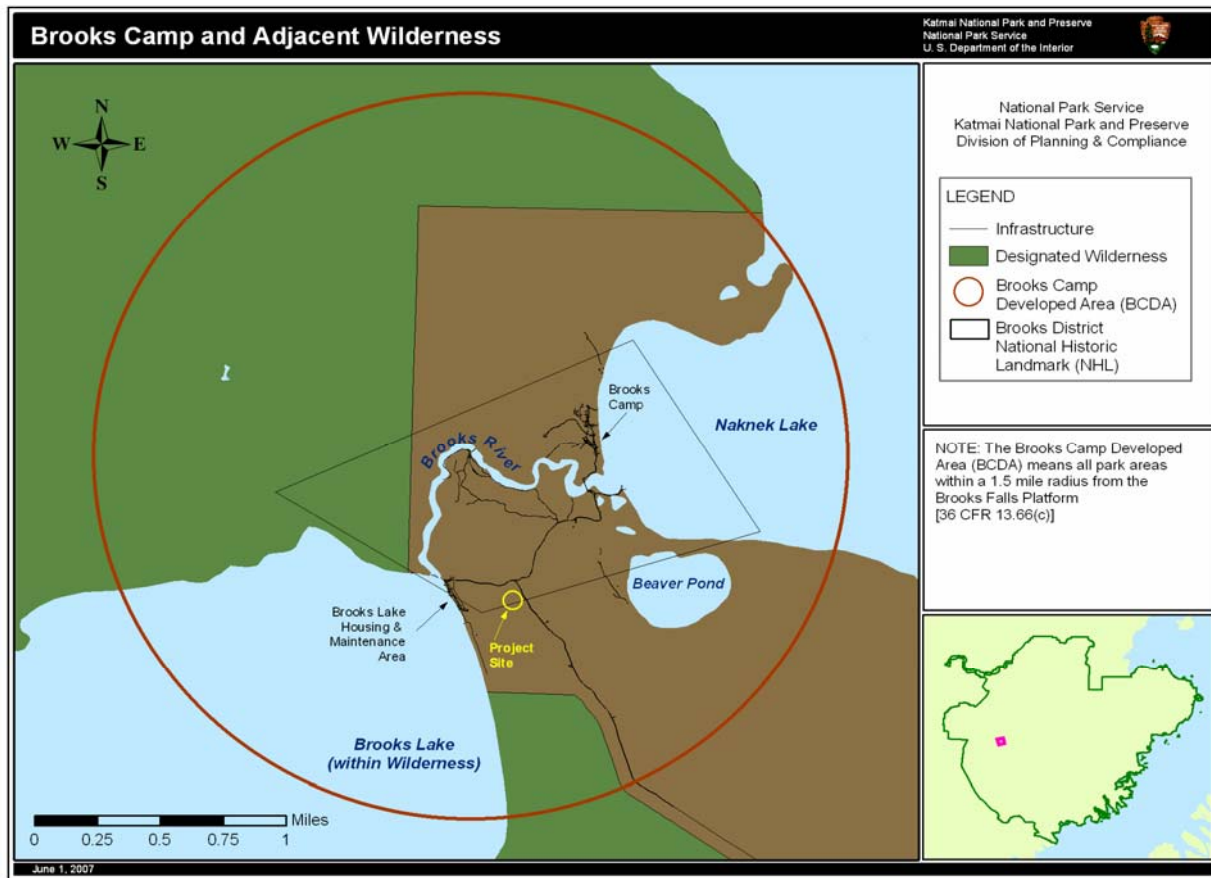 Brooks Camp and Adjacent Wilderness
Katmai National Park and Preserve
National Park Service
U. S. Department of the Interior
N
W
E
S
National Park Service
Katmai National Park and Preserve
Division of Planning & Compliance
LEGEND
Infrastructure
Designated Wilderness
Brooks Camp
Developed Area (BCDA)
Brooks District
National Historic
Landmark (NHL)
NOTE: The Brooks Camp Developed
Area (BCDA) means all park areas
within a 1.5 mile radius from the
Brooks Falls Platform
[36 CFR 13.66(c)]
Brooks
Camp
Naknek Lake
Brooks River
Beaver Pond
Brooks Lake
Housing &
Maintenance
Area
Project
Site
Brooks Lake
(within Wilderness)
Miles
0 0.25 0.5 0.75 1
June 1, 2007